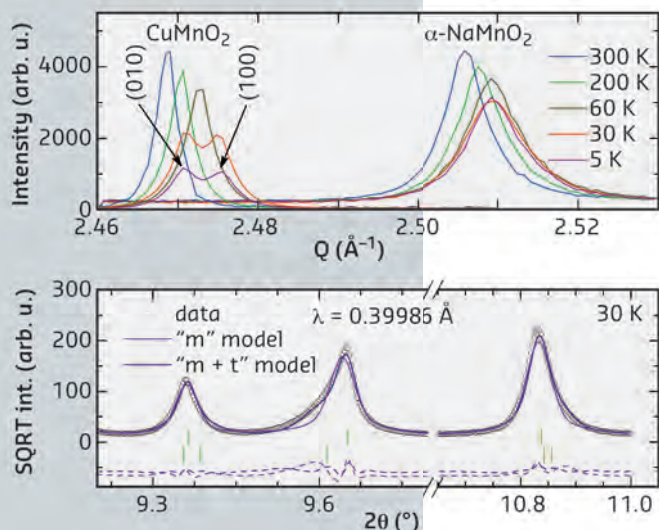 CuMnO₂ α-NaMnO₂
(010) (100)
300 K
200 K
60 K
30 K
5 K
Intensity (arb. u.)
4000
2000
0
2.46 2.48 2.50 2.52
Q (Å⁻¹)
data λ = 0.39986 Å 30 K
"m" model
"m + t" model
SQRT int. (arb. u.)
300
200
100
0
9.3 9.6 10.8 11.0
2θ (°)